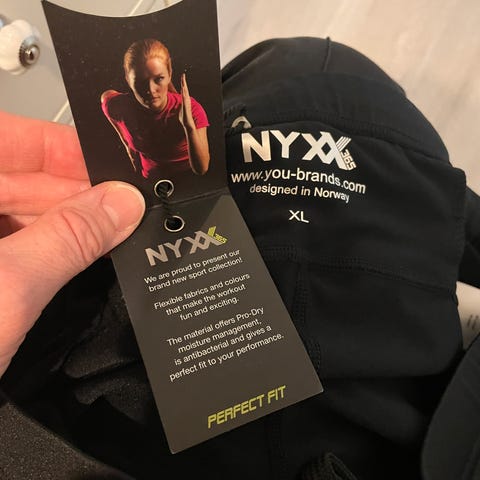 NYXX 365
www.you-brands.com
designed in Norway
XL
NYXX 365
We are proud to present our
brand new sport collection!
Flexible fabrics and colours
that make the workout
fun and exciting.
The material offers Pro-Dry
moisture management,
is antibacterial and gives a
perfect fit to your performance.
PERFECT FIT